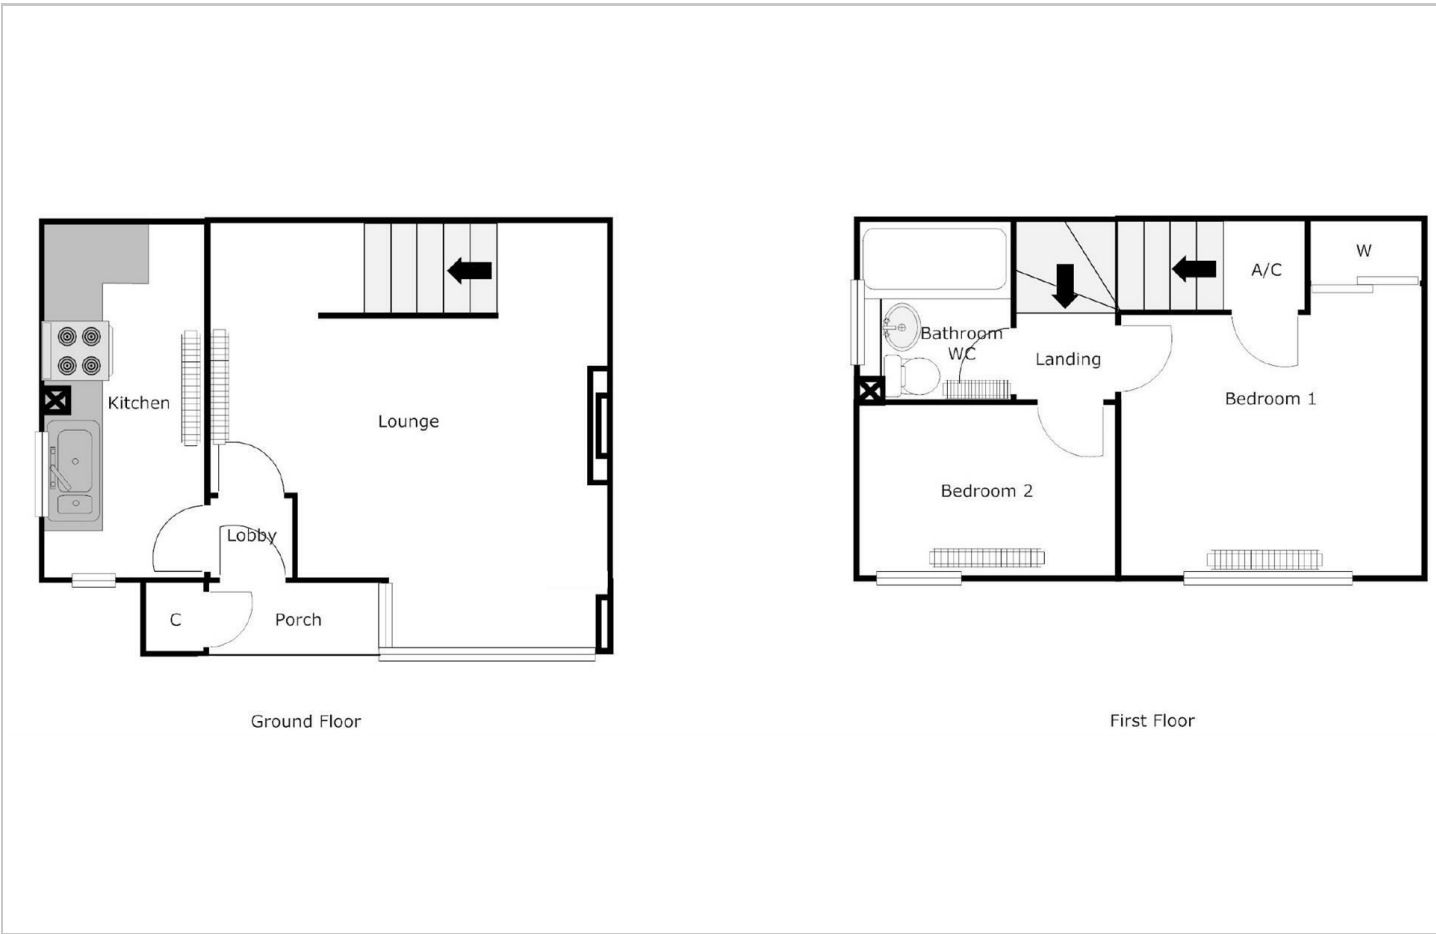 Kitchen
Lounge
Lobby
C
Porch
Ground Floor
W
A/C
Bathroom
WC
Landing
Bedroom 1
Bedroom 2
First Floor